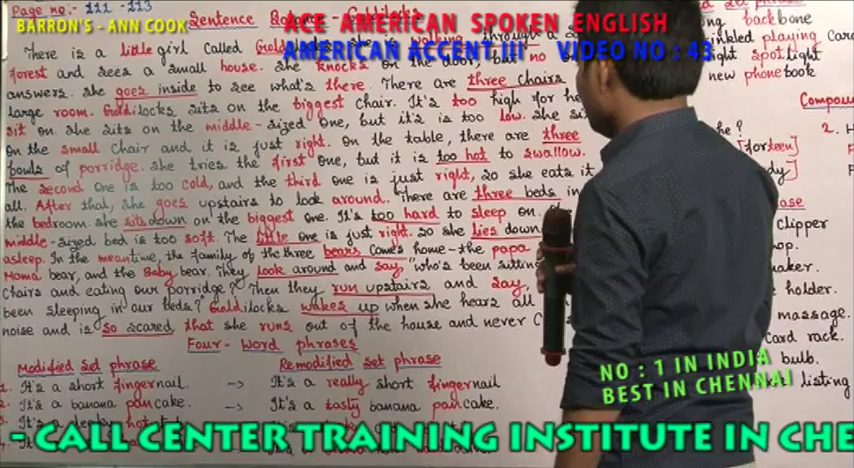 Page no: 111 - 113
BARRON'S - ANN COOK
Sentence
ACE AMERICAN SPOKEN ENGLISH
AMERICAN ACCENT III VIDEO NO : 43
There is a little girl called walking through a
forest and sees a small house. She knocks on the door, but no
answers. She goes inside to see what's there. There are three chairs
large room. Goldilocks sits on the biggest chair. It's too high for he
sit on. She sits on the middle-sized one, but it's too low. She si
on the small chair and it is just right. On the table, there are three
bowls of porridge. She tries the first one, but it is too hot to swallow.
The second one is too cold, and the third one is just right, so she eats it
all. After that, she goes upstairs to look around. There are three beds in
the bedroom. She sits down on the biggest one. It's too hard to sleep on.
middle-sized bed is too soft. The little one is just right. so she lies down
asleep. In the meantime, the family of the three bears comes home - the papa
Mama bear, and the Baby bear. They look around and say, "who's been sitting
chairs and eating our porridge? Then they run upstairs and say,
been sleeping in our beds? Goldilocks wakes up when she hears all
noise and is so scared that she runs out of the house and never
Four-Word phrases
Modified set phrase Remodified set phrase
1. It's a short fingernail. -> It's a really short fingernail
2. It's a banana pancake. -> It's a tasty banana pancake.
3. It's a
backbone
playing card
spotlight
new phonebook
Compou
2. H
he?
[forteen]
dy]
ase
Clipper
op.
maker.
holder.
massage.
card rack.
bulb.
listing
NO : 1 IN INDIA
BEST IN CHENNAI
- CALL CENTER TRAINING INSTITUTE IN CHE